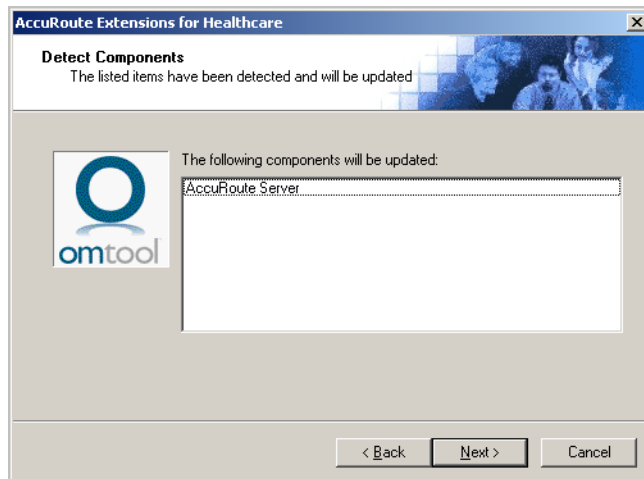 AccuRoute Extensions for Healthcare
Detect Components
The listed items have been detected and will be updated
The following components will be updated:
AccuRoute Server
omtool
< Back
Next >
Cancel